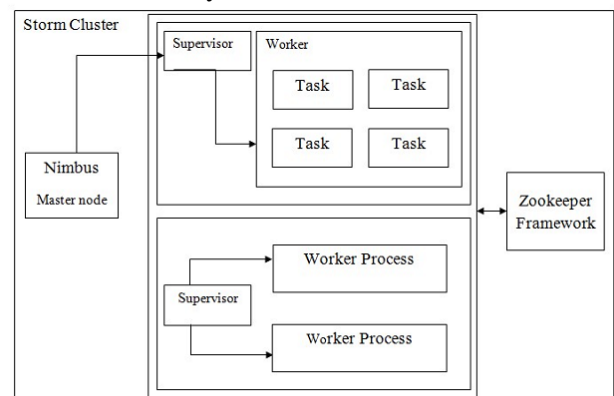 Storm Cluster
Supervisor
Worker
Task
Task
Task
Task
Nimbus
Master node
Zookeeper
Framework
Worker Process
Supervisor
Worker Process